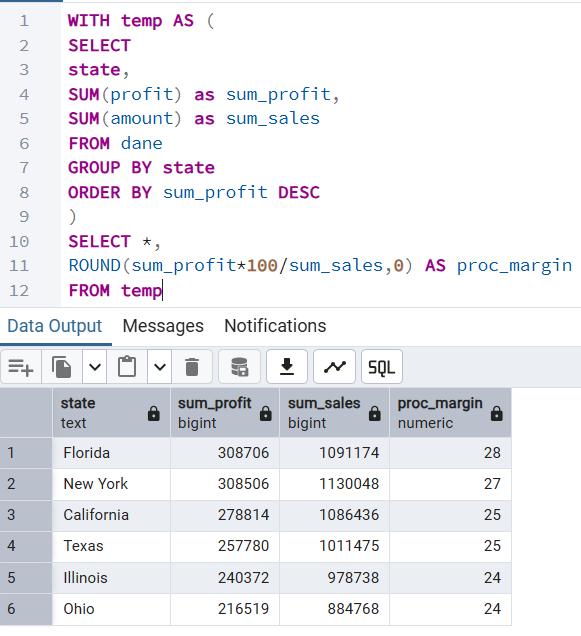 1 WITH temp AS (
2 SELECT
3 state,
4 SUM(profit) as sum_profit,
5 SUM(amount) as sum_sales
6 FROM dane
7 GROUP BY state
8 ORDER BY sum_profit DESC
9 )
10 SELECT *,
11 ROUND(sum_profit*100/sum_sales,0) AS proc_margin
12 FROM temp
Data Output Messages Notifications
SQL
state sum_profit sum_sales proc_margin
text bigint bigint numeric
1 Florida 308706 1091174 28
2 New York 308506 1130048 27
3 California 278814 1086436 25
4 Texas 257780 1011475 25
5 Illinois 240372 978738 24
6 Ohio 216519 884768 24